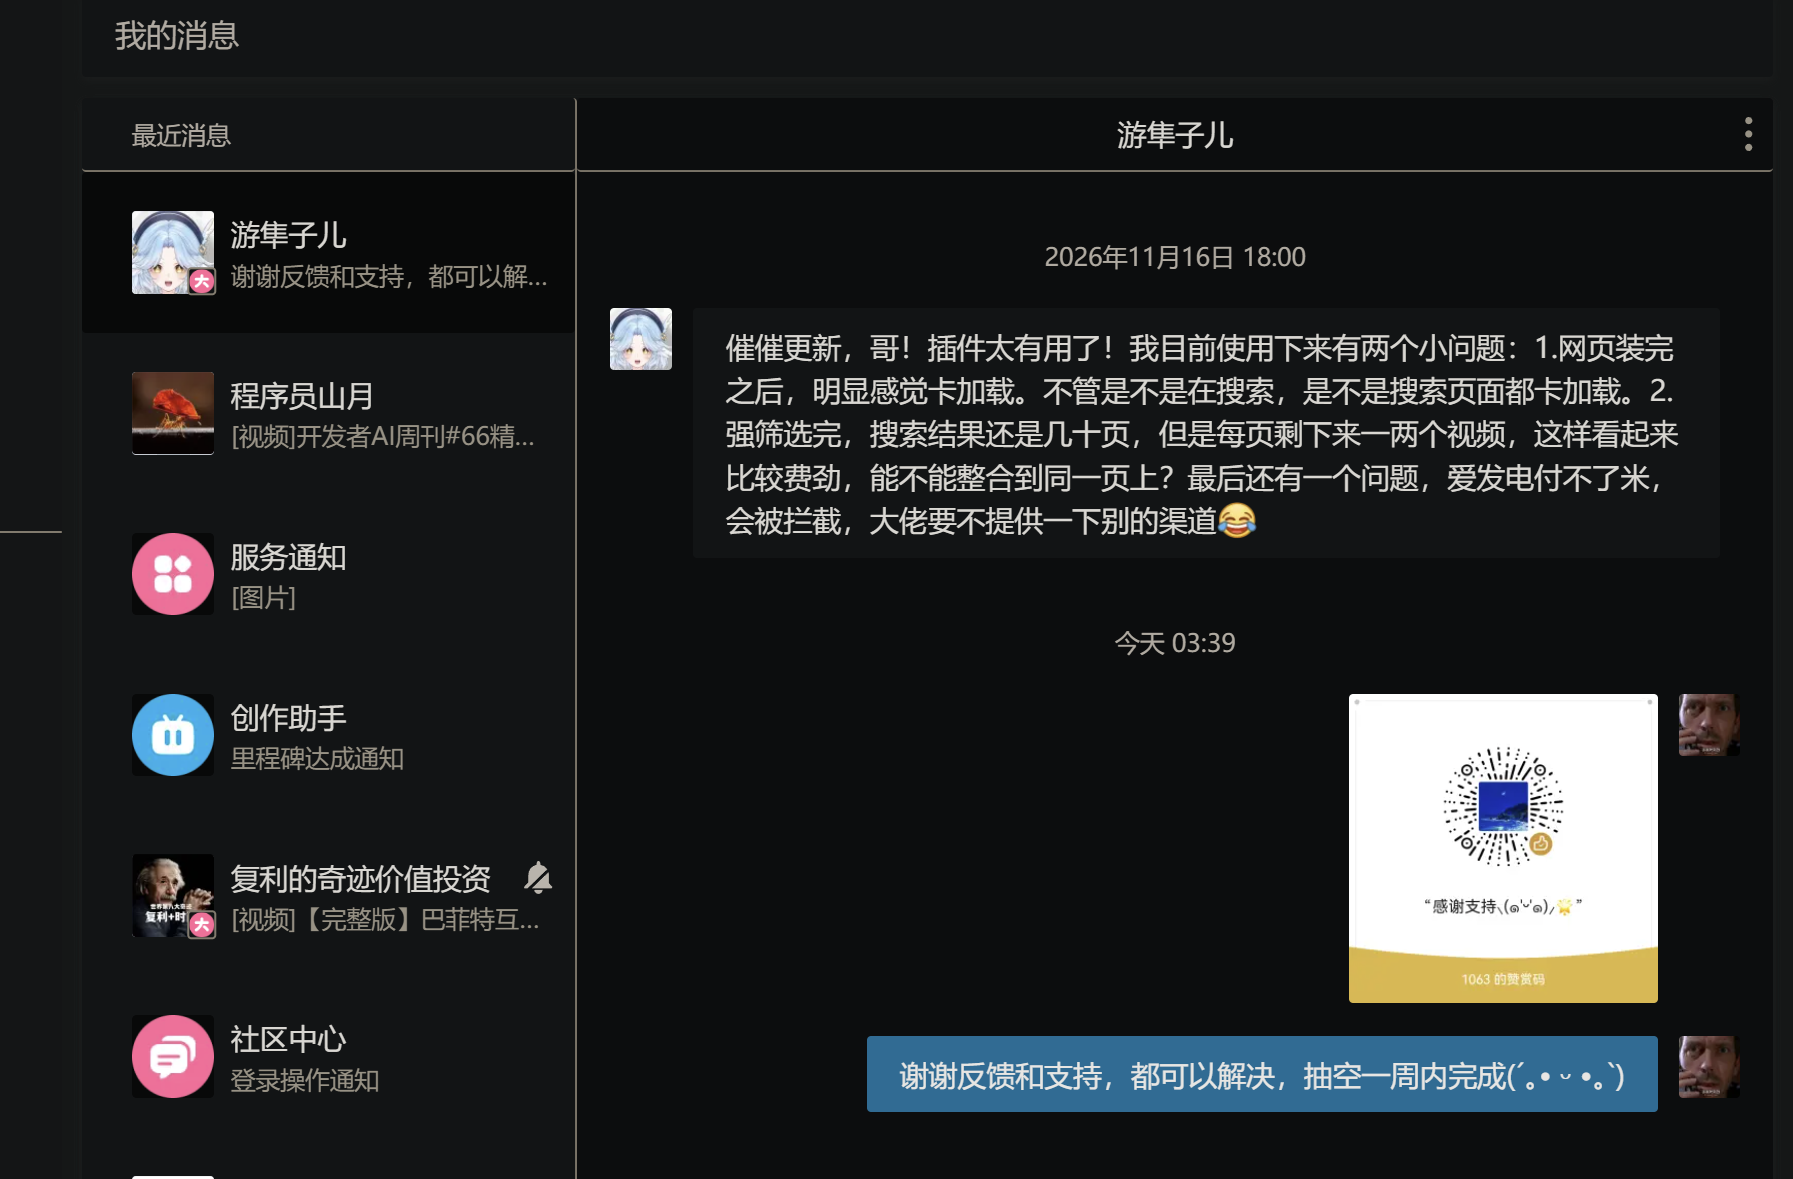 我的消息
最近消息
游隼子儿
谢谢反馈和支持，都可以解...
程序员山月
[视频]开发者AI周刊#66精...
服务通知
[图片]
创作助手
里程碑达成通知
复利的奇迹价值投资
[视频]【完整版】巴菲特互...
复利+时
社区中心
登录操作通知
游隼子儿
2026年11月16日 18:00
催催更新，哥！插件太有用了！我目前使用下来有两个小问题：1.网页装完
之后，明显感觉卡加载。不管是不是在搜索，是不是搜索页面都卡加载。2.
强筛选完，搜索结果还是几十页，但是每页剩下来一两个视频，这样看起来
比较费劲，能不能整合到同一页上？最后还有一个问题，爱发电付不了米，
会被拦截，大佬要不提供一下别的渠道😂
今天 03:39
“感谢支持ヽ(๑'ᵕ'๑)ﾉ🌟”
1063 的赞赏码
谢谢反馈和支持，都可以解决，抽空一周内完成(´｡• ᵕ •｡`)